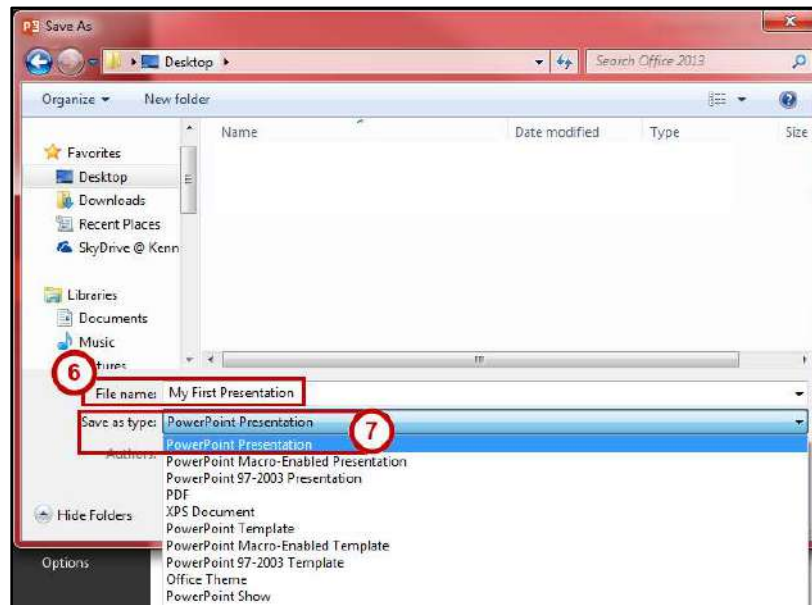 Save As
Desktop
Search Office 2013
Organize
New folder
Name
Date modified
Type
Size
Favorites
Desktop
Downloads
Recent Places
SkyDrive @ Kenn
Libraries
Documents
Music
6
File name: My First Presentation
Save as type: PowerPoint Presentation
7
Authors:
PowerPoint Presentation
PowerPoint Macro-Enabled Presentation
PowerPoint 97-2003 Presentation
PDF
XPS Document
PowerPoint Template
PowerPoint Macro-Enabled Template
PowerPoint 97-2003 Template
Office Theme
PowerPoint Show
Hide Folders
Options